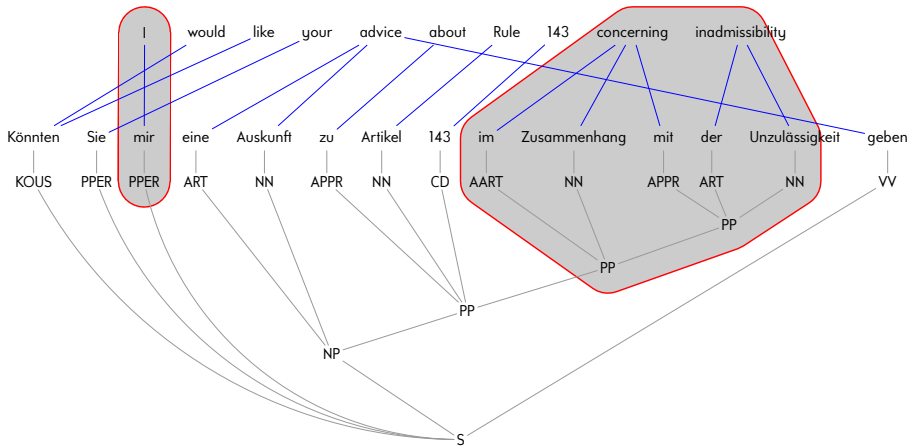 I would like your advice about Rule 143 concerning inadmissibility
Könnten Sie mir eine Auskunft zu Artikel 143 im Zusammenhang mit der Unzulässigkeit geben
KOUS PPER PPER ART NN APPR NN CD AART NN APPR ART NN VV
PP
PP
PP
NP
S